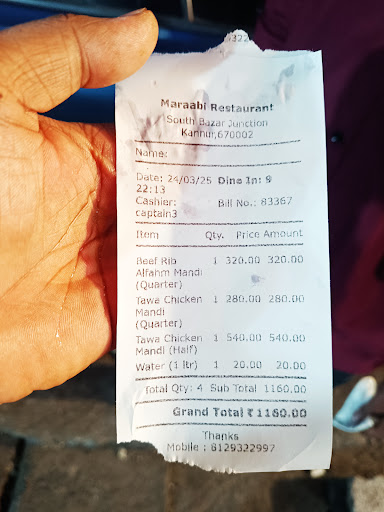 Maraabi Restaurant
South Bazar Junction
Kannur,670002
Name:
Date: 24/03/25 Dine In: 9
22:13
Cashier: Bill No.: 83367
captain3
Item Qty. Price Amount
Beef Rib 1 320.00 320.00
Alfahm Mandi
(Quarter)
Tawa Chicken 1 280.00 280.00
Mandi
(Quarter)
Tawa Chicken 1 540.00 540.00
Mandi (Half)
Water (1 ltr) 1 20.00 20.00
Total Qty: 4 Sub Total 1160.00
Grand Total ₹ 1160.00
Thanks
Mobile : 8129322997